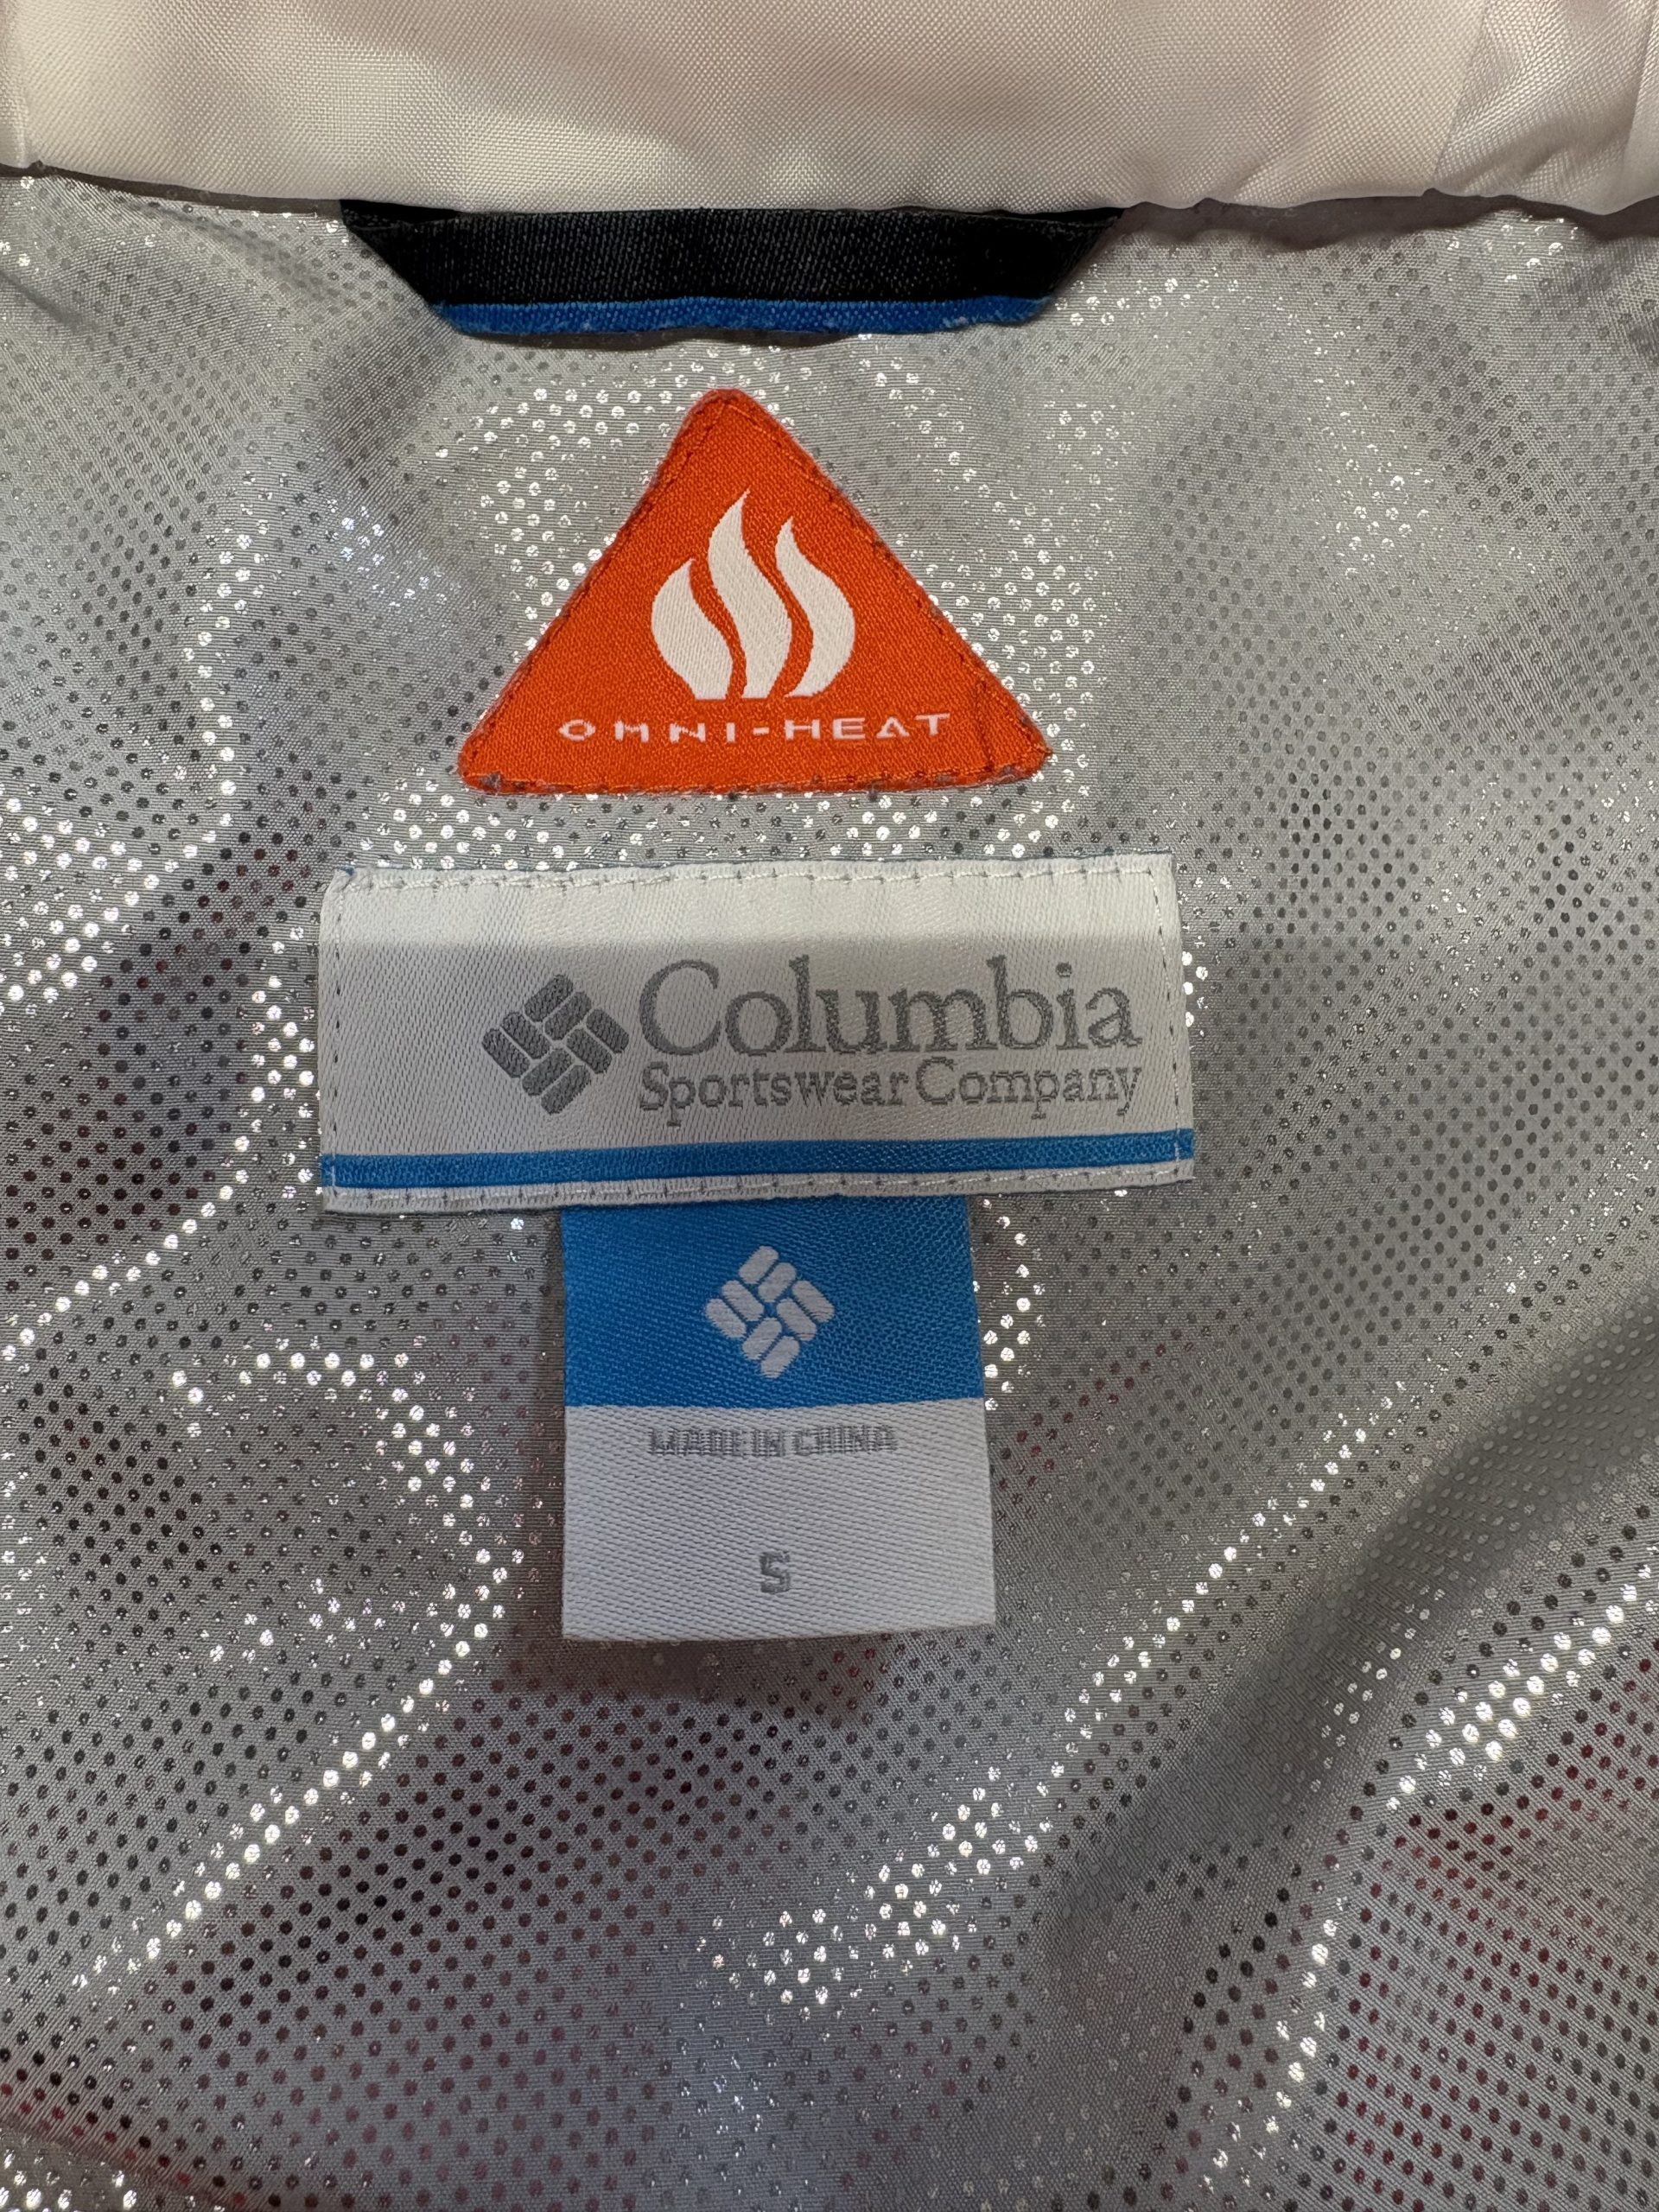 OMNI-HEAT
Columbia
Sportswear Company
MADE IN CHINA
S